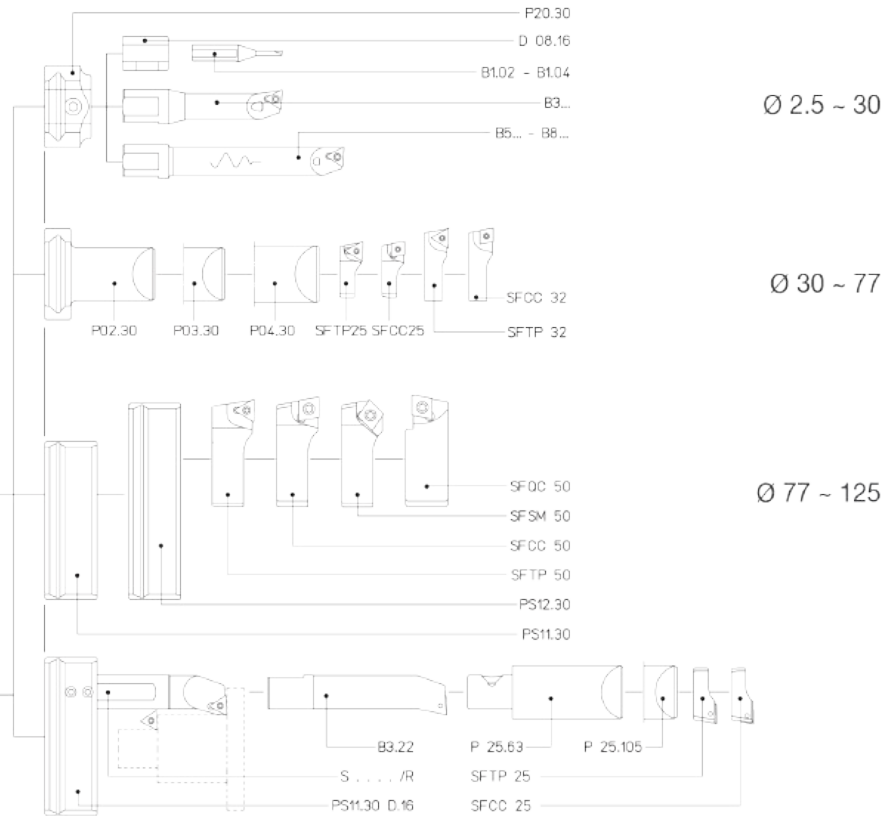 P20.30
D 08.16
B1.02 - B1.04
B3...
Ø 2.5 ~ 30
B5... - B8...
SFCC 32
Ø 30 ~ 77
P02.30 P03.30 P04.30 SFTP25 SFCC25 SFTP 32
SFQC 50
Ø 77 ~ 125
SFSM 50
SFCC 50
SFTP 50
PS12.30
PS11.30
B3.22 P 25.63 P 25.105
S . . . . /R SFTP 25
PS11.30 D.16 SFCC 25